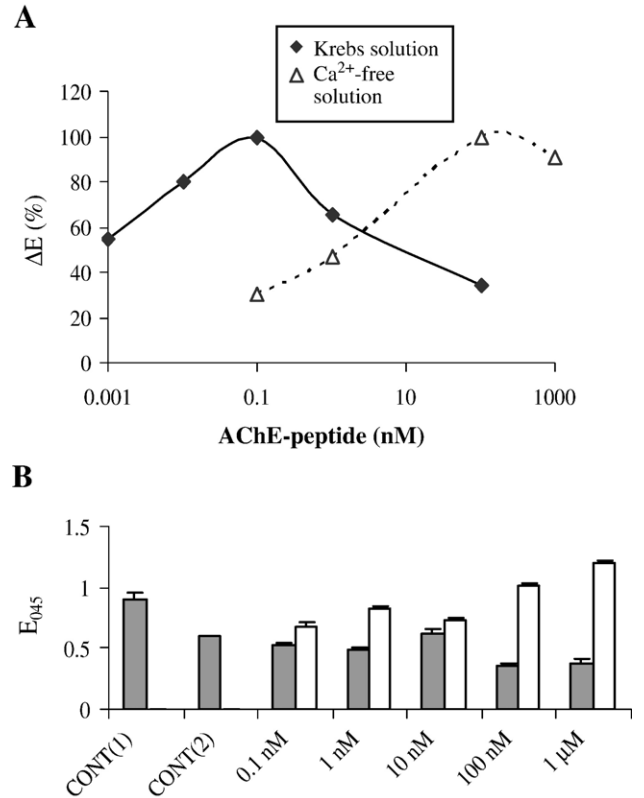 A
Krebs solution
Ca²⁺-free
solution
120
100
80
60
40
20
0
ΔE (%)
0.001
0.1
10
1000
AChE-peptide (nM)
B
1.5
1
0.5
0
E₀₄₅
CONT(1)
CONT(2)
0.1 nM
1 nM
10 nM
100 nM
1 μM